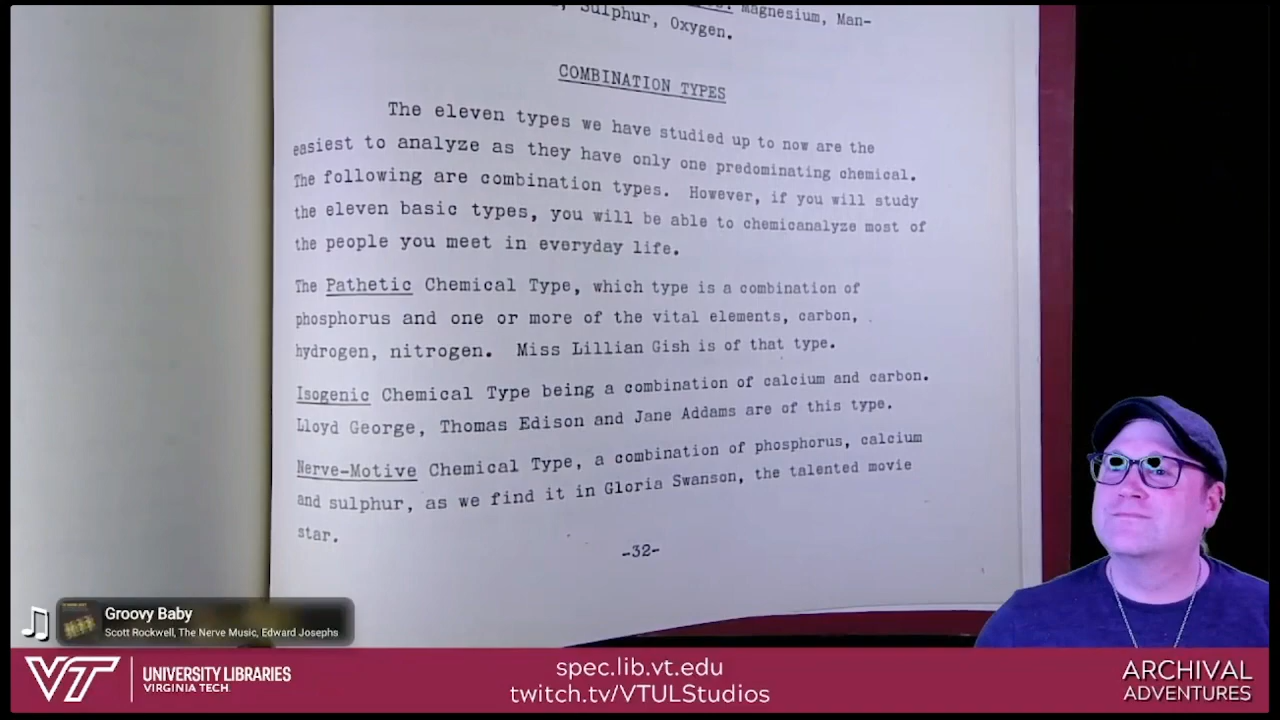 Magnesium, Man-
Sulphur, Oxygen.
COMBINATION TYPES
The eleven types we have studied up to now are the
easiest to analyze as they have only one predominating chemical.
The following are combination types. However, if you will study
the eleven basic types, you will be able to chemicanalyze most of
the people you meet in everyday life.
The Pathetic Chemical Type, which type is a combination of
phosphorus and one or more of the vital elements, carbon,
hydrogen, nitrogen. Miss Lillian Gish is of that type.
Isogenic Chemical Type being a combination of calcium and carbon.
Lloyd George, Thomas Edison and Jane Addams are of this type.
Nerve-Motive Chemical Type, a combination of phosphorus, calcium
and sulphur, as we find it in Gloria Swanson, the talented movie
star.
-32-
Groovy Baby
Scott Rockwell, The Nerve Music, Edward Josephs
VT UNIVERSITY LIBRARIES
VIRGINIA TECH.
spec.lib.vt.edu
twitch.tv/VTULStudios
ARCHIVAL
ADVENTURES